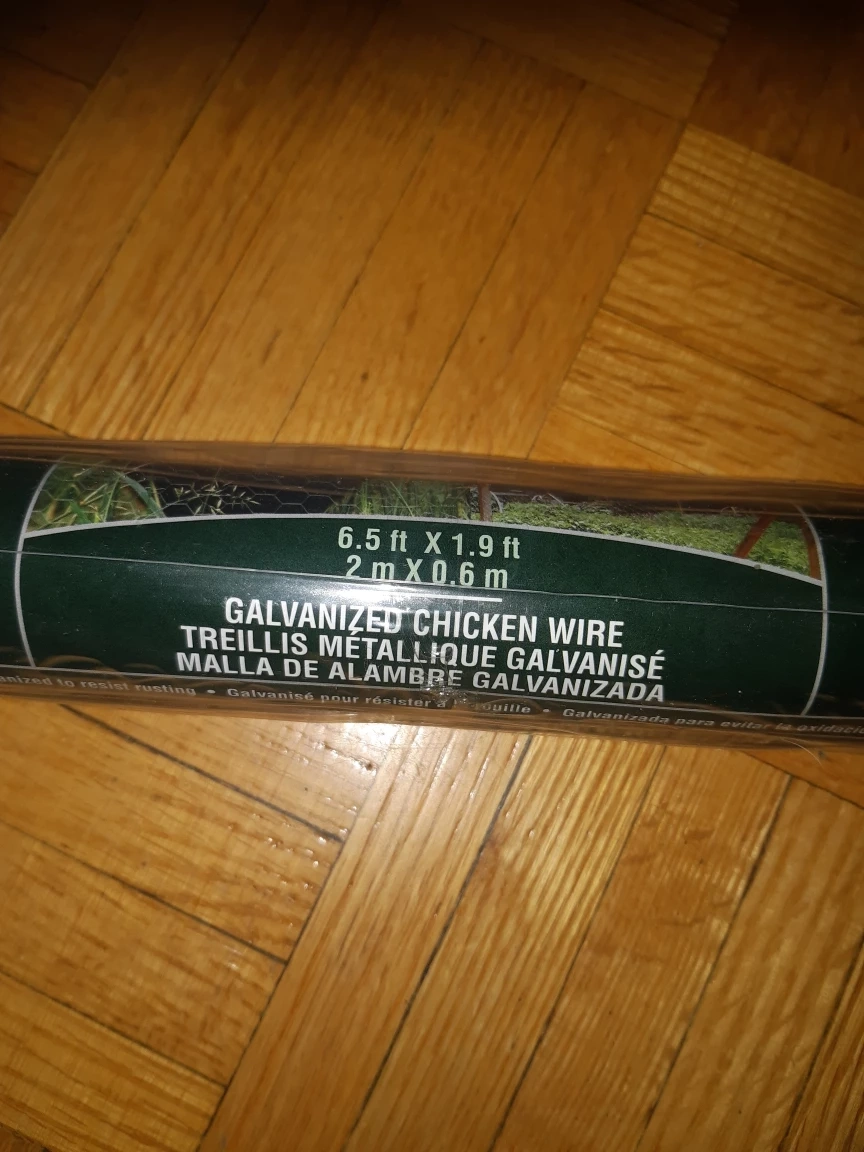 6.5 ft X 1.9 ft
2 m X 0.6 m
GALVANIZED CHICKEN WIRE
TREILLIS MÉTALLIQUE GALVANISÉ
MALLA DE ALAMBRE GALVANIZADA
to resist rusting • Galvanisé pour résister à • Galvanizada para evitar la